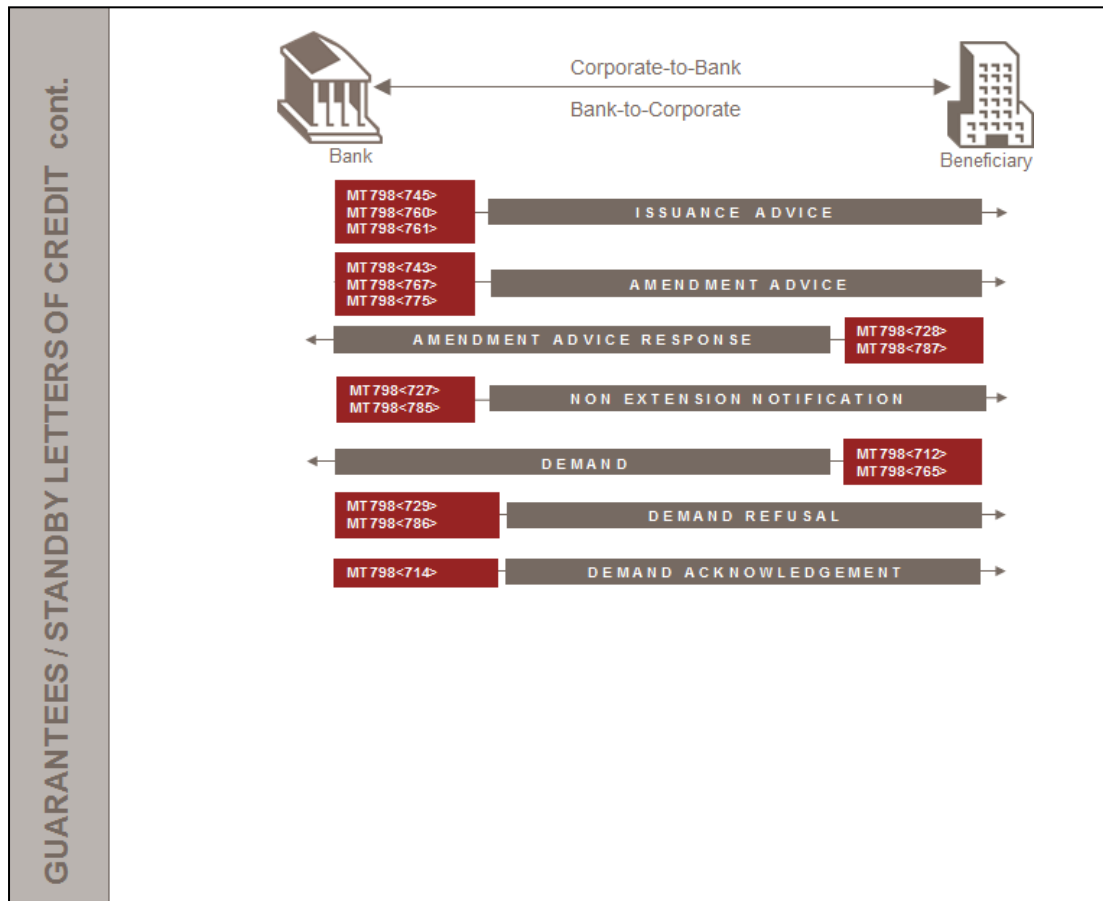 GUARANTEES / STANDBY LETTERS OF CREDIT cont.
Corporate-to-Bank
Bank-to-Corporate
Bank
Beneficiary
MT798<745>
MT798<760>
MT798<761>
ISSUANCE ADVICE
MT798<743>
MT798<767>
MT798<775>
AMENDMENT ADVICE
AMENDMENT ADVICE RESPONSE
MT798<728>
MT798<787>
MT798<727>
MT798<785>
NON EXTENSION NOTIFICATION
DEMAND
MT798<712>
MT798<765>
MT798<729>
MT798<786>
DEMAND REFUSAL
MT798<714>
DEMAND ACKNOWLEDGEMENT